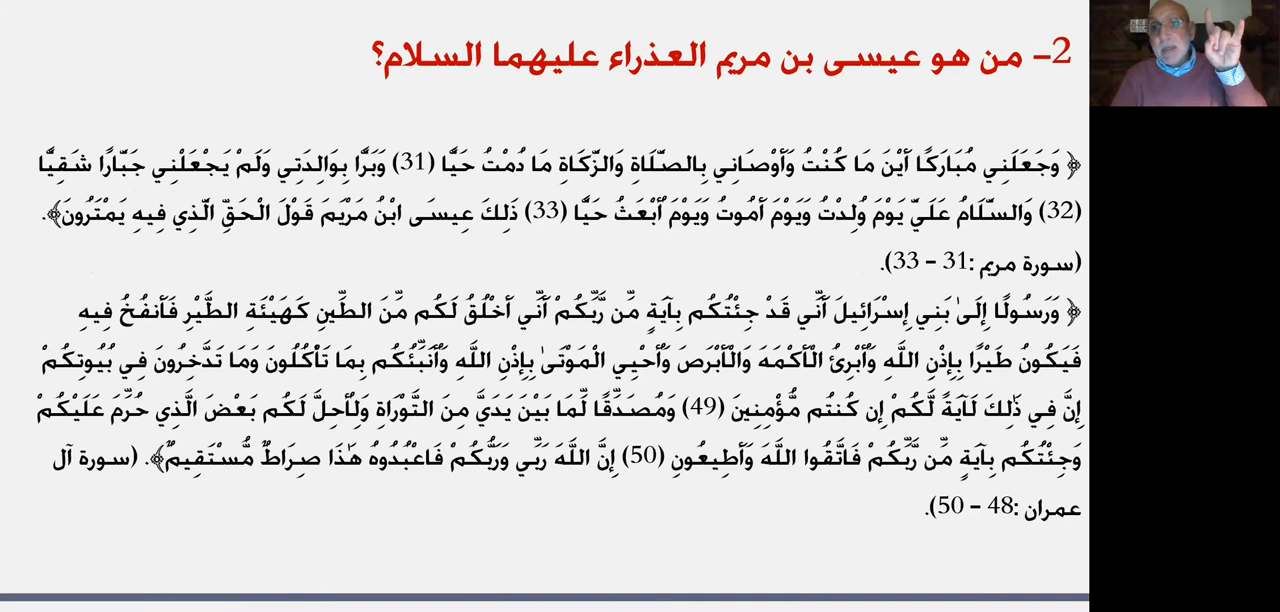 2- من هو عيسى بن مريم العذراء عليهما السلام؟
﴿ وَجَعَلَنِي مُبَارَكًا أَيْنَ مَا كُنْتُ وَأَوْصَانِي بِالصَّلَاةِ وَالزَّكَاةِ مَا دُمْتُ حَيًّا (31) وَبَرًّا بِوَالِدَتِي وَلَمْ يَجْعَلْنِي جَبَّارًا شَقِيًّا
(32) وَالسَّلَامُ عَلَيَّ يَوْمَ وُلِدْتُ وَيَوْمَ أَمُوتُ وَيَوْمَ أُبْعَثُ حَيًّا (33) ذَلِكَ عِيسَى ابْنُ مَرْيَمَ قَوْلَ الْحَقِّ الَّذِي فِيهِ يَمْتَرُونَ﴾.
(سورة مريم :31 – 33).
﴿ وَرَسُولًا إِلَىٰ بَنِي إِسْرَائِيلَ أَنِّي قَدْ جِئْتُكُم بِآيَةٍ مِّن رَّبِّكُمْ أَنِّي أَخْلُقُ لَكُم مِّنَ الطِّينِ كَهَيْئَةِ الطَّيْرِ فَأَنفُخُ فِيهِ
فَيَكُونُ طَيْرًا بِإِذْنِ اللَّهِ وَأُبْرِئُ الْأَكْمَهَ وَالْأَبْرَصَ وَأُحْيِي الْمَوْتَىٰ بِإِذْنِ اللَّهِ وَأُنَبِّئُكُم بِمَا تَأْكُلُونَ وَمَا تَدَّخِرُونَ فِي بُيُوتِكُمْ
إِنَّ فِي ذَٰلِكَ لَآيَةً لَّكُمْ إِن كُنتُم مُّؤْمِنِينَ (49) وَمُصَدِّقًا لِّمَا بَيْنَ يَدَيَّ مِنَ التَّوْرَاةِ وَلِأُحِلَّ لَكُم بَعْضَ الَّذِي حُرِّمَ عَلَيْكُمْ
وَجِئْتُكُم بِآيَةٍ مِّن رَّبِّكُمْ فَاتَّقُوا اللَّهَ وَأَطِيعُونِ (50) إِنَّ اللَّهَ رَبِّي وَرَبُّكُمْ فَاعْبُدُوهُ هَٰذَا صِرَاطٌ مُّسْتَقِيمٌ﴾. (سورة آل
عمران :48 – 50).